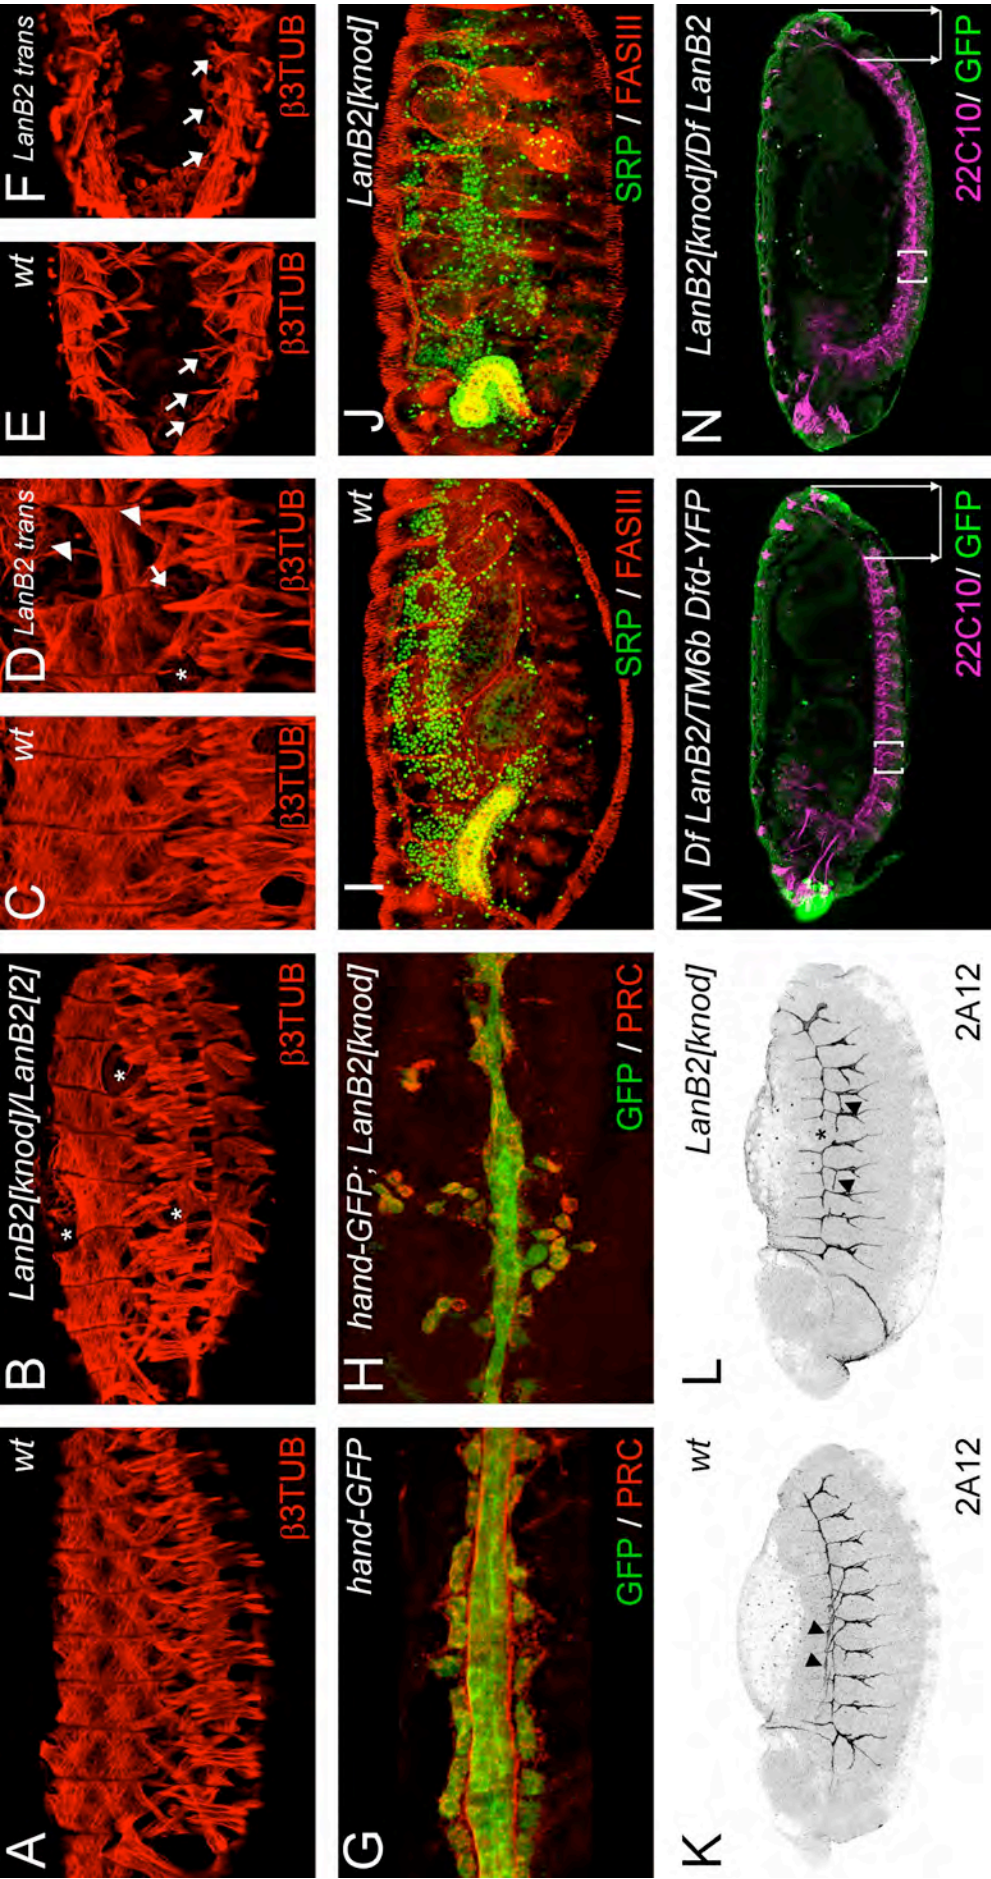 A wt β3TUB
B LanB2[knod]/LanB2[2] * * * β3TUB
C wt β3TUB
D LanB2 trans * β3TUB
E wt β3TUB
F LanB2 trans β3TUB
G hand-GFP GFP / PRC
H hand-GFP; LanB2[knod] GFP / PRC
I wt SRP / FASIII
J LanB2[knod] SRP / FASIII
K wt 2A12
L LanB2[knod] * 2A12
M Df LanB2/TM6b Dfd-YFP [ ] 22C10/ GFP
N LanB2[knod]/Df LanB2 [ ] 22C10/ GFP